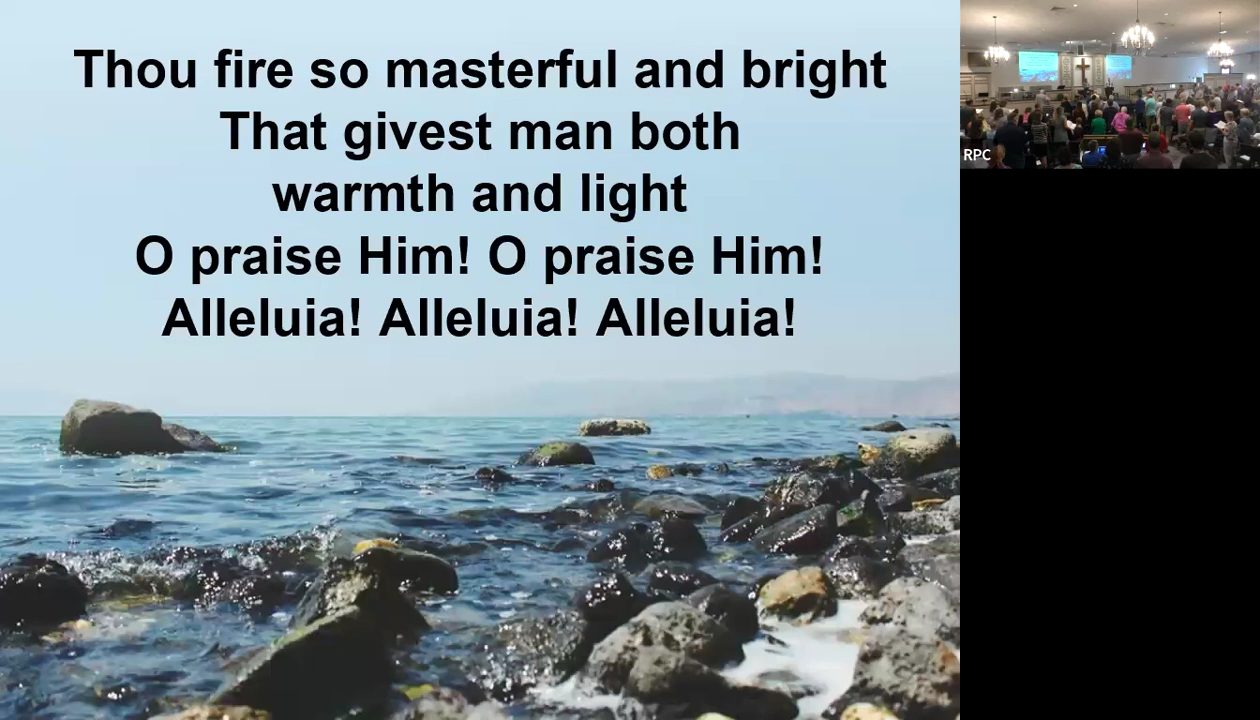 Thou fire so masterful and bright
That givest man both
warmth and light
O praise Him! O praise Him!
Alleluia! Alleluia! Alleluia!
RPC